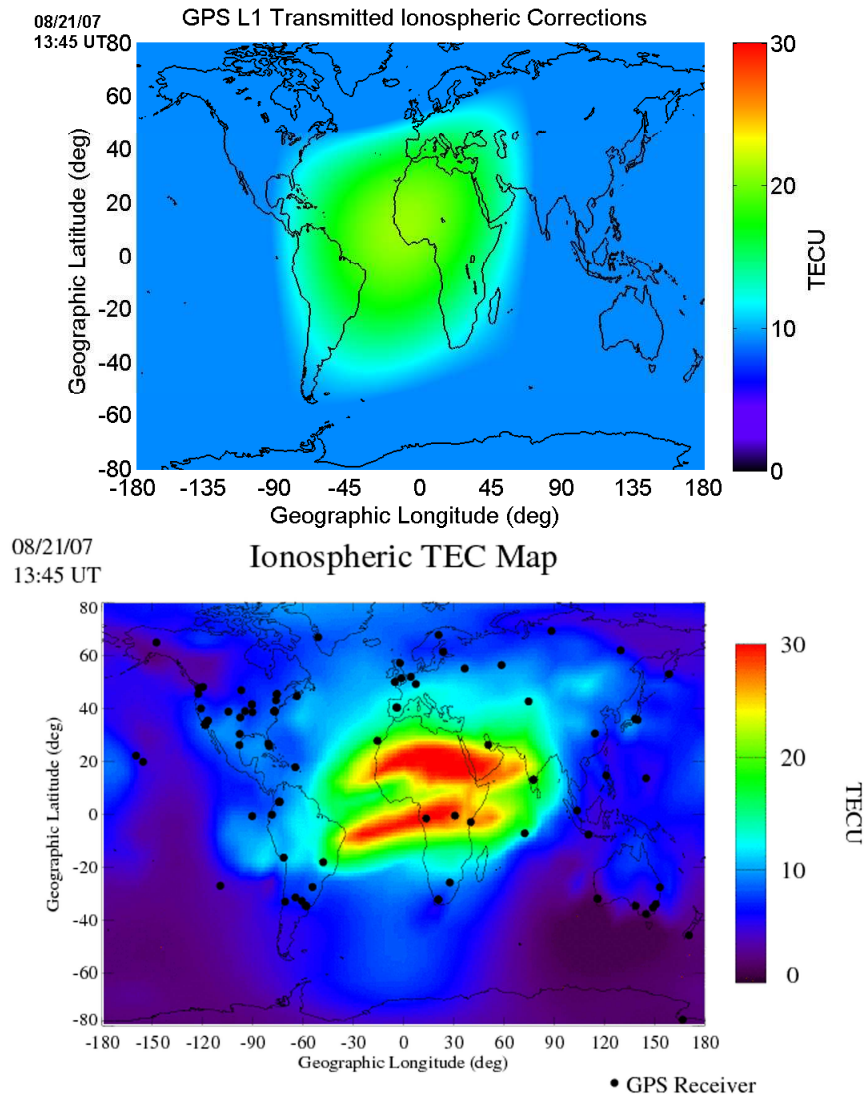 GPS L1 Transmitted Ionospheric Corrections
08/21/07
13:45 UT
80
60
40
20
0
-20
-40
-60
-80
Geographic Latitude (deg)
-180 -135 -90 -45 0 45 90 135 180
Geographic Longitude (deg)
30
20
10
0
TECU
08/21/07
13:45 UT
Ionospheric TEC Map
80
60
40
20
0
-20
-40
-60
-80
Geographic Latitude (deg)
-180 -150 -120 -90 -60 -30 0 30 60 90 120 150 180
Geographic Longitude (deg)
30
20
10
0
TECU
GPS Receiver